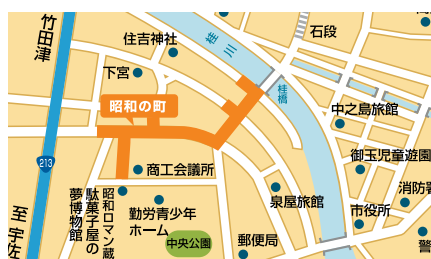 竹田津
住吉神社
桂川
石段
下宮
桂橋
昭和の町
中之島旅館
213
商工会議所
御玉児童遊園
昭和ロマン蔵
駄菓子屋の
夢博物館
泉屋旅館
消防署
勤労青少年
ホーム
市役所
至宇佐
中央公園
郵便局
警